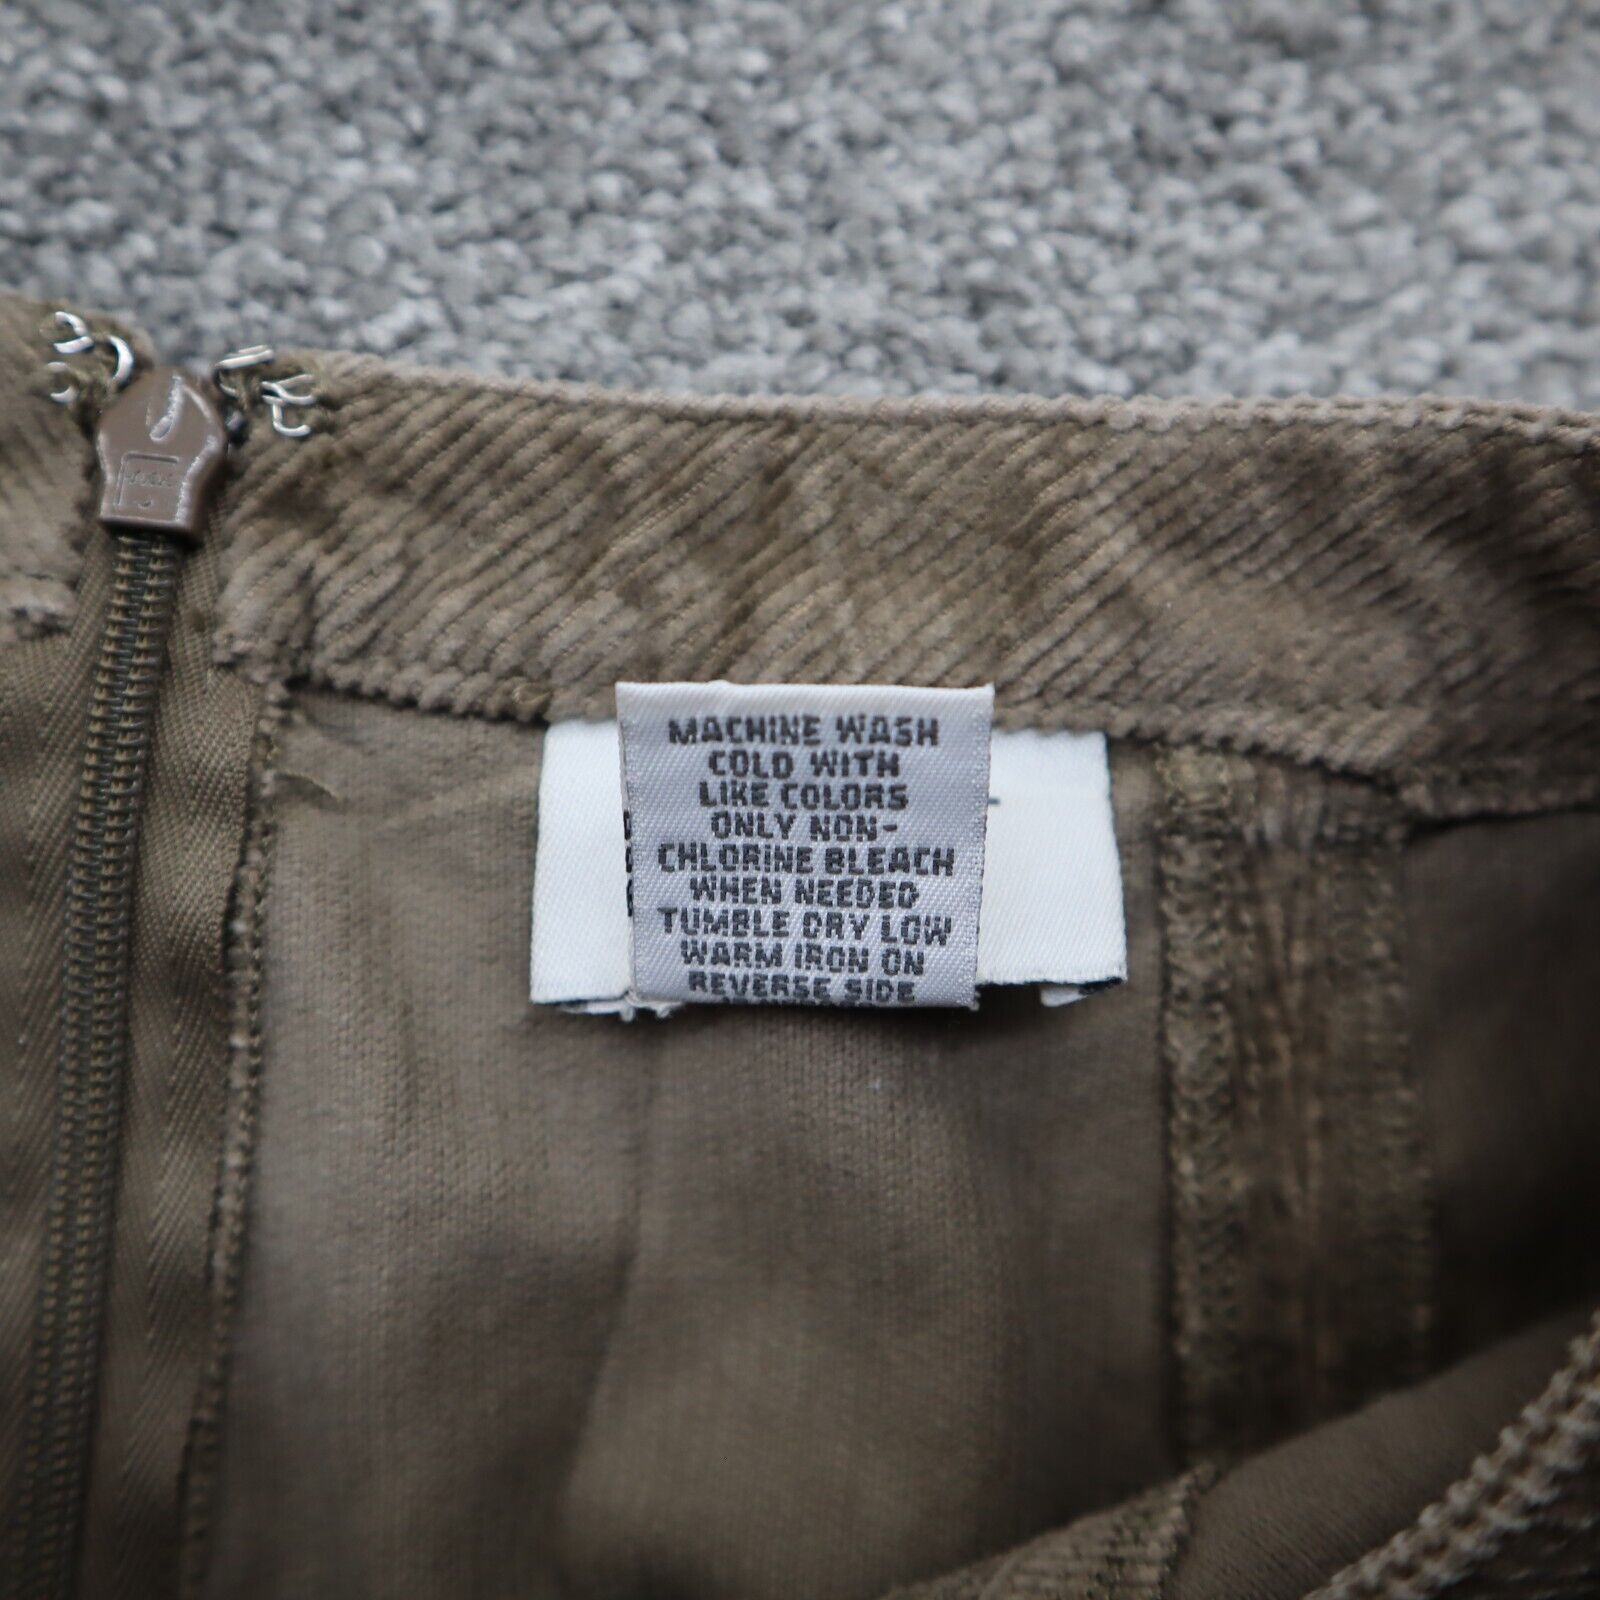 MACHINE WASH
COLD WITH
LIKE COLORS
ONLY NON-
CHLORINE BLEACH
WHEN NEEDED
TUMBLE DRY LOW
WARM IRON ON
REVERSE SIDE